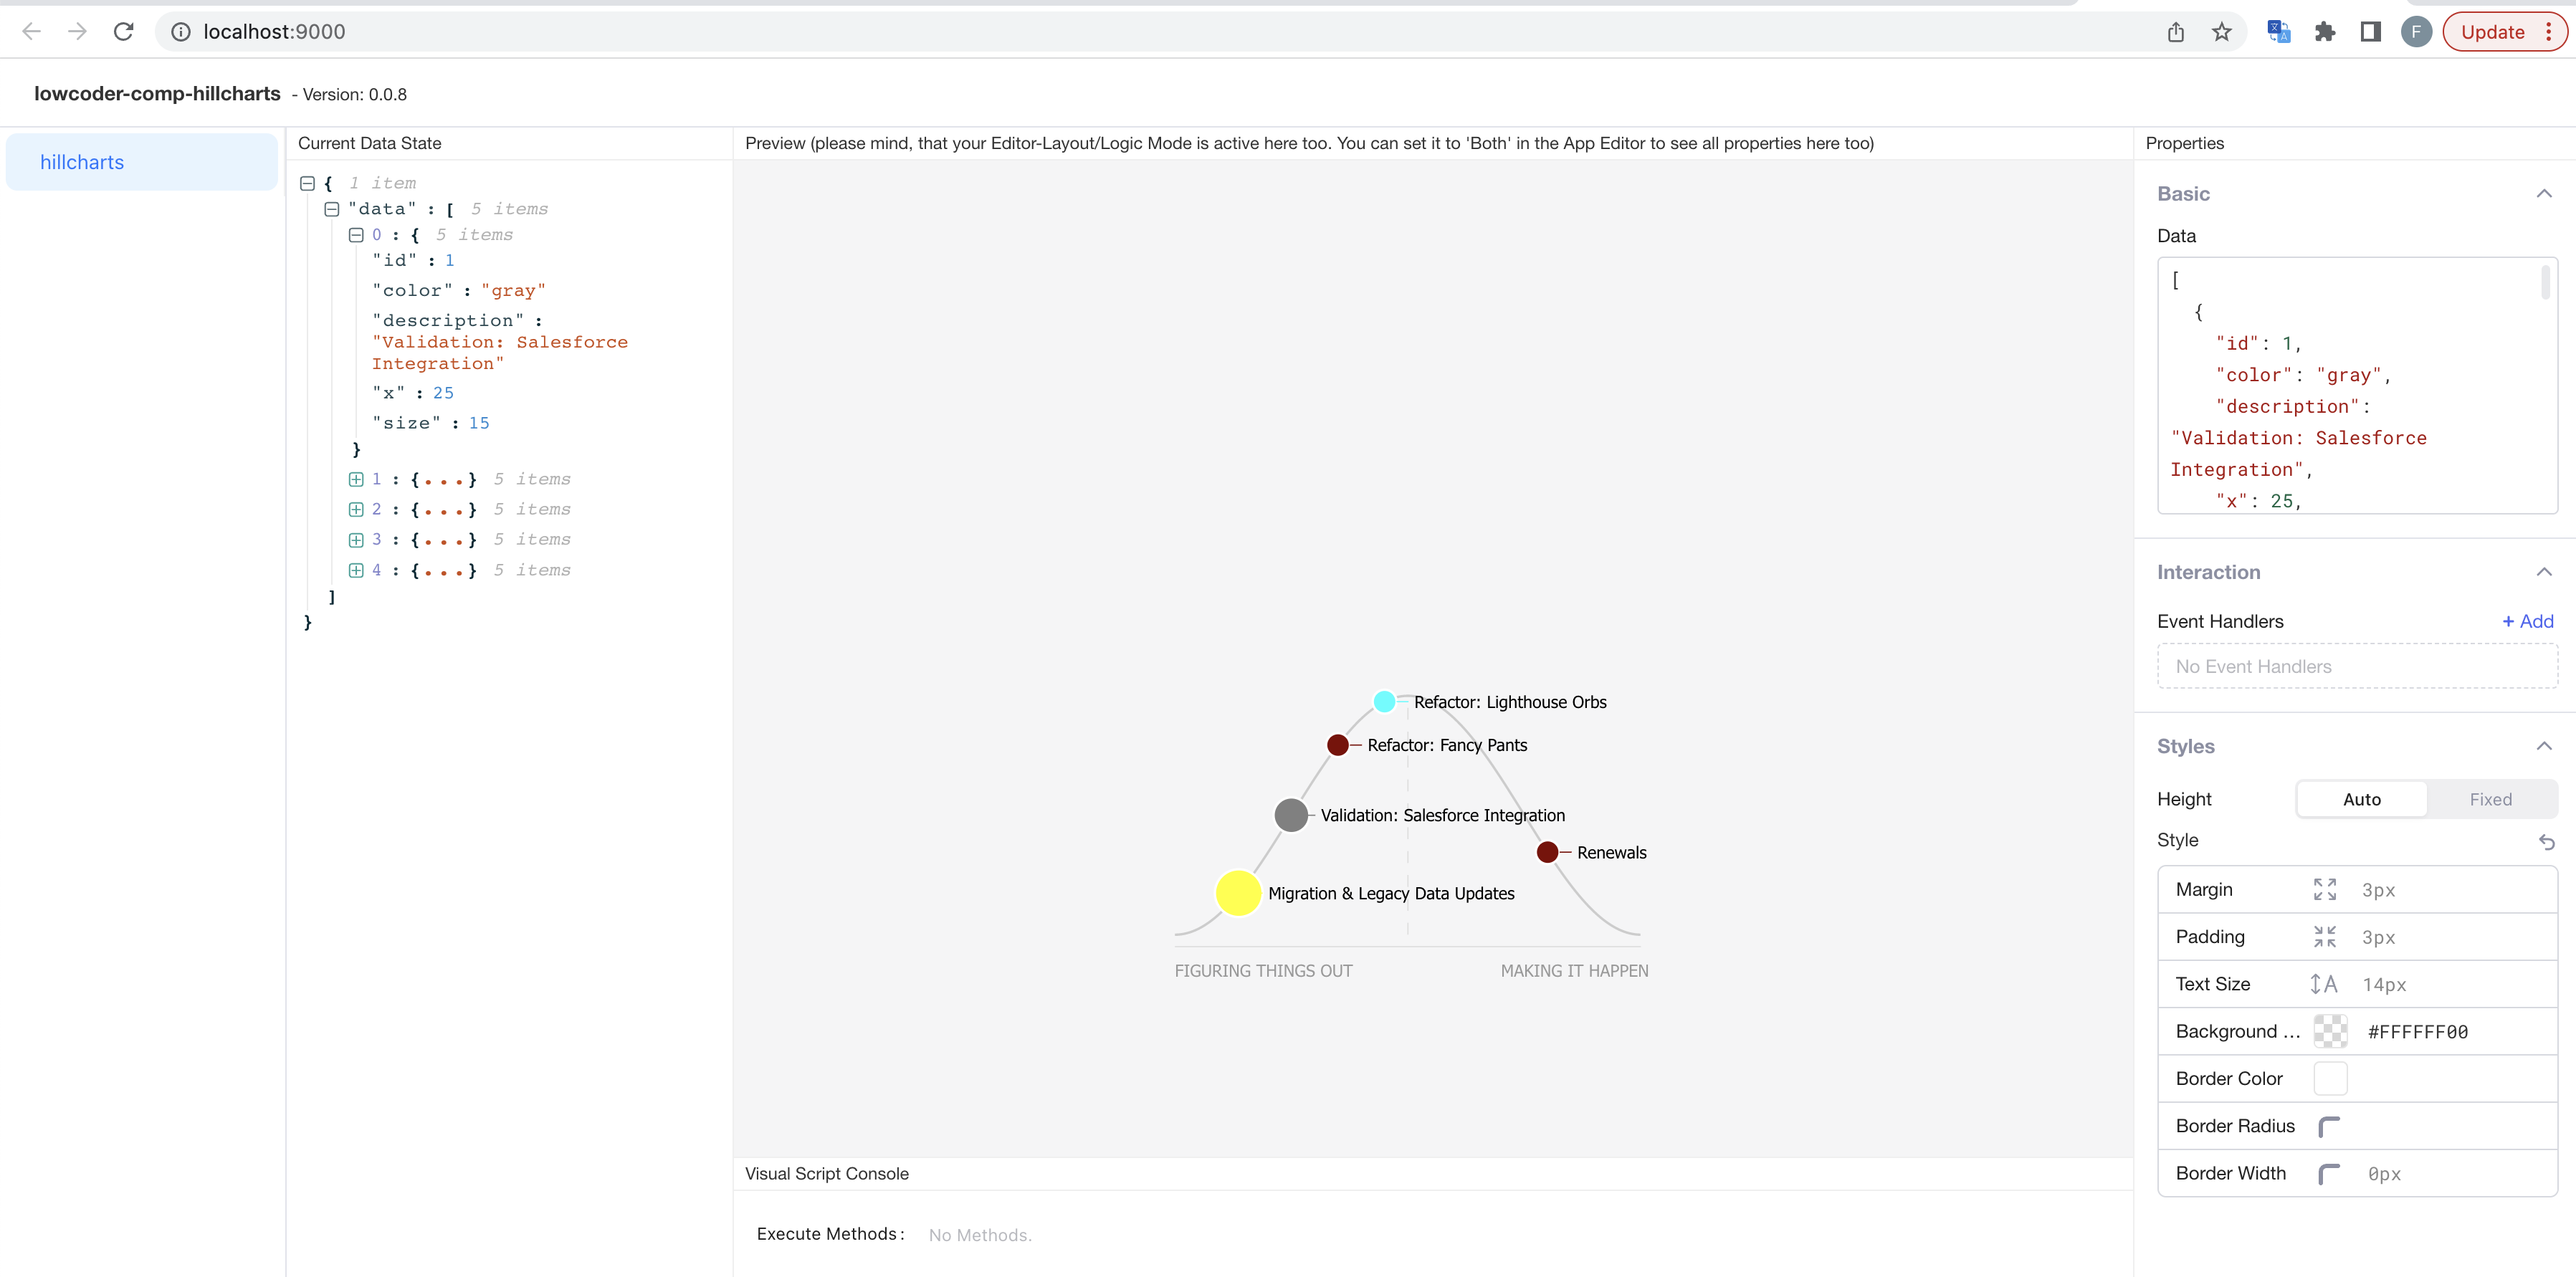 localhost:9000
F
Update
lowcoder-comp-hillcharts - Version: 0.0.8
hillcharts
Current Data State
{ 1 item
"data" : [ 5 items
0 : { 5 items
"id" : 1
"color" : "gray"
"description" :
"Validation: Salesforce
Integration"
"x" : 25
"size" : 15
}
1 : {...} 5 items
2 : {...} 5 items
3 : {...} 5 items
4 : {...} 5 items
]
}
Preview (please mind, that your Editor-Layout/Logic Mode is active here too. You can set it to 'Both' in the App Editor to see all properties here too)
Refactor: Lighthouse Orbs
Refactor: Fancy Pants
Validation: Salesforce Integration
Renewals
Migration & Legacy Data Updates
FIGURING THINGS OUT
MAKING IT HAPPEN
Visual Script Console
Execute Methods: No Methods.
Properties
Basic
Data
[
{
"id": 1,
"color": "gray",
"description":
"Validation: Salesforce
Integration",
"x": 25,
Interaction
Event Handlers + Add
No Event Handlers
Styles
Height Auto Fixed
Style
Margin 3px
Padding 3px
Text Size A 14px
Background ... #FFFFFF00
Border Color
Border Radius
Border Width 0px